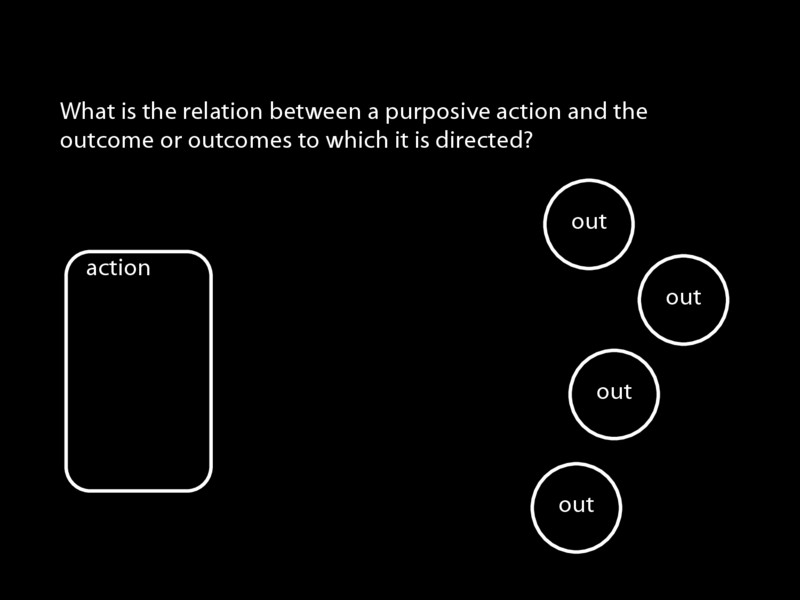 What is the relation between a purposive action and the
outcome or outcomes to which it is directed?
out
action
out
out
out